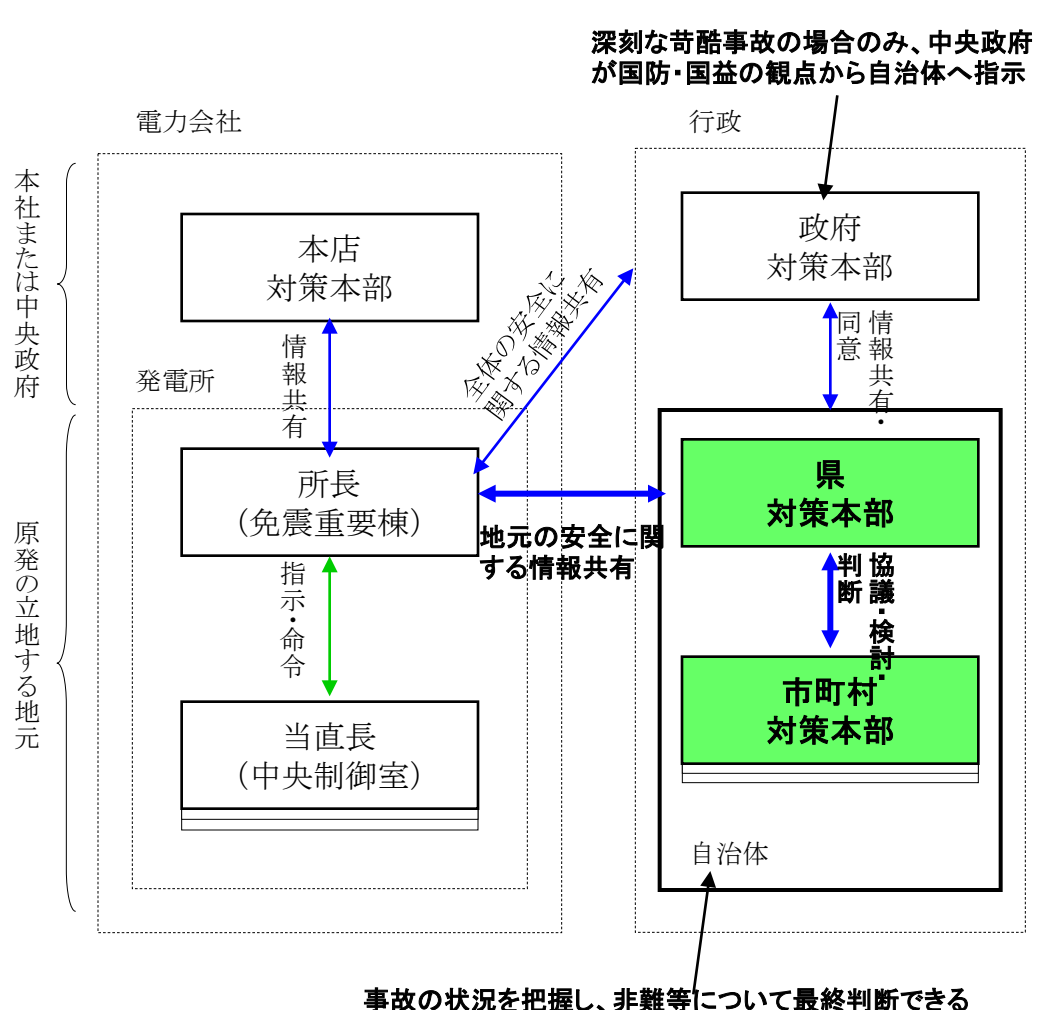 深刻な苛酷事故の場合のみ、中央政府
が国防・国益の観点から自治体へ指示
電力会社
行政
本社または中央政府
本店
対策本部
政府
対策本部
全体の安全に
関する情報共有
情報共有
情報共有・
同意
発電所
所長
（免震重要棟）
県
対策本部
地元の安全に関
する情報共有
原発の立地する地元
指示・命令
協議・検討・
判断
当直長
（中央制御室）
市町村
対策本部
自治体
事故の状況を把握し、非難等について最終判断できる